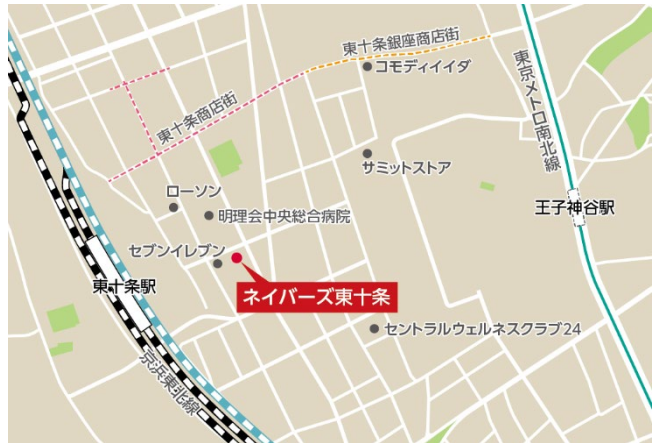 東十条銀座商店街
コモディイイダ
東京メトロ南北線
東十条商店街
サミットストア
ローソン
明理会中央総合病院
王子神谷駅
セブンイレブン
東十条駅
ネイバーズ東十条
セントラルウェルネスクラブ24
京浜東北線